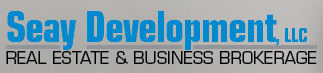 Seay Development, LLC
REAL ESTATE & BUSINESS BROKERAGE